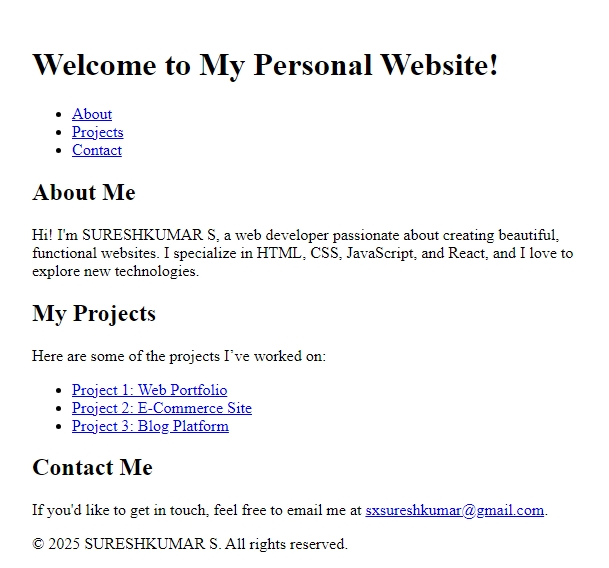 Welcome to My Personal Website!
About
Projects
Contact
About Me
Hi! I'm SURESHKUMAR S, a web developer passionate about creating beautiful,
functional websites. I specialize in HTML, CSS, JavaScript, and React, and I love to
explore new technologies.
My Projects
Here are some of the projects I’ve worked on:
Project 1: Web Portfolio
Project 2: E-Commerce Site
Project 3: Blog Platform
Contact Me
If you'd like to get in touch, feel free to email me at sxsureshkumar@gmail.com.
© 2025 SURESHKUMAR S. All rights reserved.